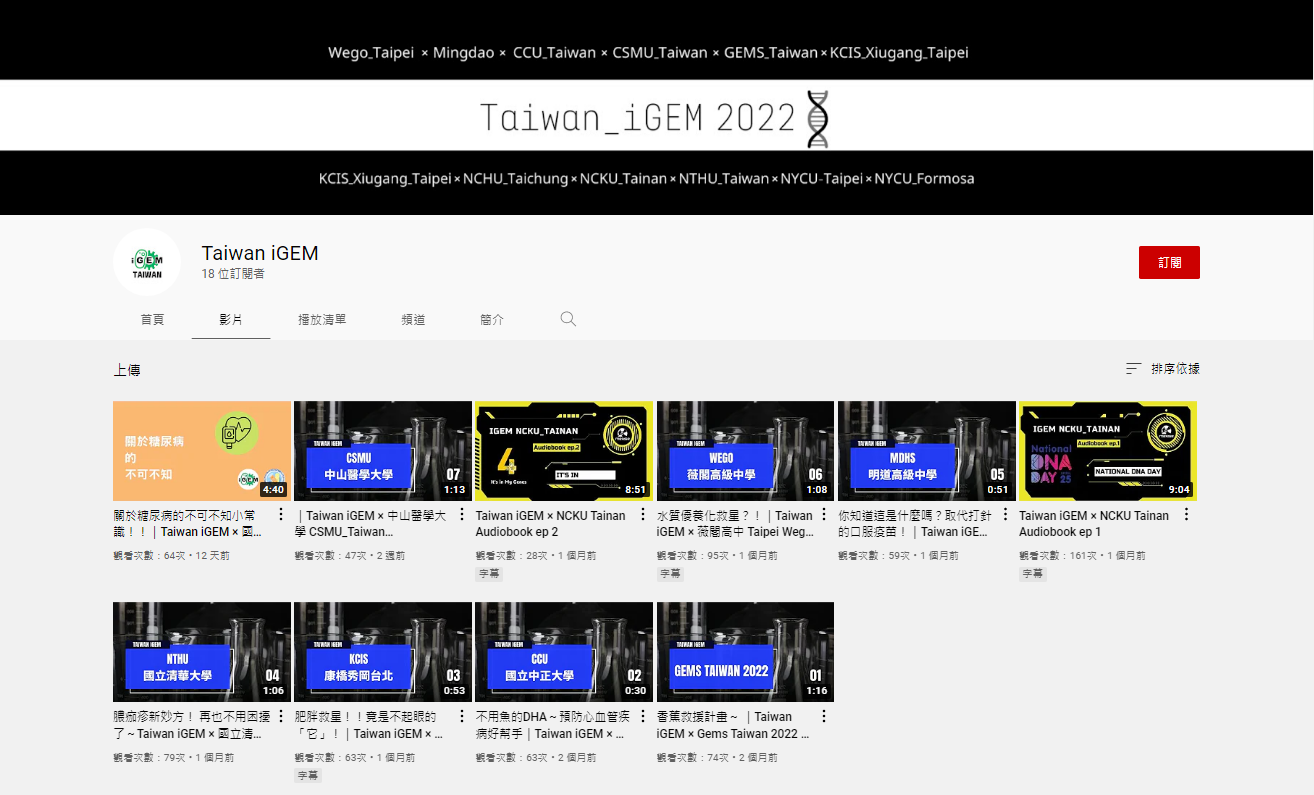 Wego_Taipei × Mingdao × CCU_Taiwan × CSMU_Taiwan × GEMS_Taiwan×KCIS_Xiugang_Taipei
Taiwan_iGEM 2022
KCIS_Xiugang_Taipei×NCHU_Taichung×NCKU_Tainan×NTHU_Taiwan×NYCU-Taipei×NYCU_Formosa
iGEM
TAIWAN
Taiwan iGEM
18 位訂閱者
訂閱
首頁
影片
播放清單
頻道
簡介
上傳
排序依據
關於糖尿病
的
不可不知
4:40
關於糖尿病的不可不知小常
識！！｜Taiwan iGEM × 國...
觀看次數：64次 • 12 天前
TAIWAN iGEM
CSMU
中山醫學大學
07
1:13
｜Taiwan iGEM × 中山醫學大
學 CSMU_Taiwan...
觀看次數：47次 • 2 週前
IGEM NCKU_TAINAN
Audiobook ep.2
4
It's in My Genes
IT'S IN
8:51
Taiwan iGEM × NCKU Tainan
Audiobook ep 2
觀看次數：28次 • 1 個月前
字幕
TAIWAN iGEM
WEGO
薇閣高級中學
06
1:08
水質優養化救星？！｜Taiwan
iGEM × 薇閣高中 Taipei Weg...
觀看次數：95次 • 1 個月前
字幕
TAIWAN iGEM
MDHS
明道高級中學
05
0:51
你知道這是什麼嗎？取代打針
的口服疫苗！｜Taiwan iGE...
觀看次數：59次 • 1 個月前
IGEM NCKU_TAINAN
Audiobook ep.1
National
DNA
DAY 25
NATIONAL DNA DAY
9:04
Taiwan iGEM × NCKU Tainan
Audiobook ep 1
觀看次數：161次 • 1 個月前
字幕
TAIWAN iGEM
NTHU
國立清華大學
04
1:06
膿痂疹新妙方！ 再也不用困擾
了～Taiwan iGEM × 國立清...
觀看次數：79次 • 1 個月前
TAIWAN iGEM
KCIS
康橋秀岡台北
03
0:53
肥胖救星！！竟是不起眼的
「它」！｜Taiwan iGEM × ...
觀看次數：63次 • 1 個月前
字幕
TAIWAN iGEM
CCU
國立中正大學
02
0:30
不用魚的DHA～預防心血管疾
病好幫手｜Taiwan iGEM × ...
觀看次數：63次 • 2 個月前
TAIWAN iGEM
GEMS TAIWAN 2022
01
1:16
香蕉救援計畫～ ｜Taiwan
iGEM × Gems Taiwan 2022 ...
觀看次數：74次 • 2 個月前